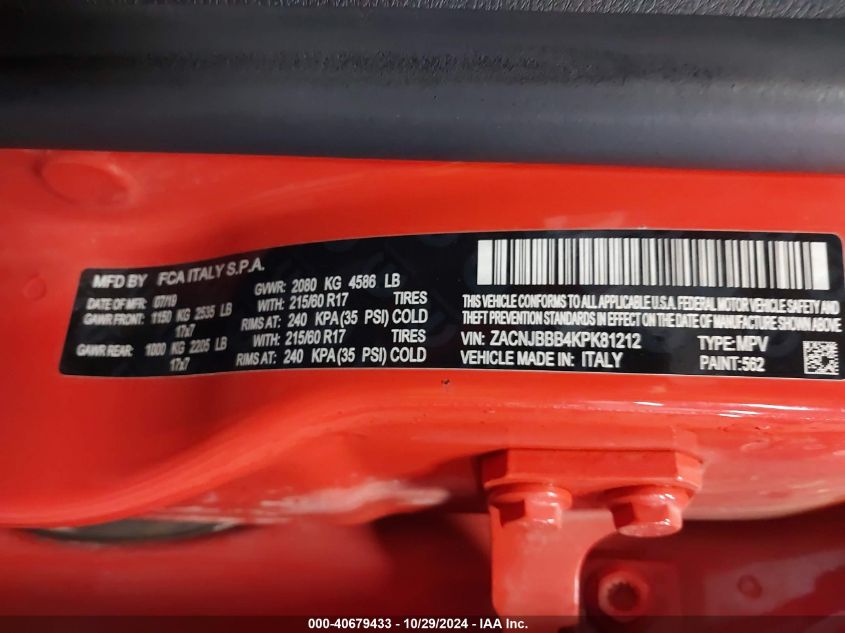 MFD BY FCA ITALY S.P.A.
DATE OF MFR: 07/18
GVWR: 2080 KG 4586 LB
GAWR FRONT: 1150 KG 2535 LB WITH: 215/60 R17 TIRES
17x7 RIMS AT: 240 KPA(35 PSI) COLD
GAWR REAR: 1000 KG 2205 LB WITH: 215/60 R17 TIRES
17x7 RIMS AT: 240 KPA(35 PSI) COLD
THIS VEHICLE CONFORMS TO ALL APPLICABLE U.S.A. FEDERAL MOTOR VEHICLE SAFETY AND
THEFT PREVENTION STANDARDS IN EFFECT ON THE DATE OF MANUFACTURE SHOWN ABOVE.
VIN: ZACNJBBB4KPK81212 TYPE: MPV
VEHICLE MADE IN: ITALY PAINT: 562
000-40679433 - 10/29/2024 - IAA Inc.